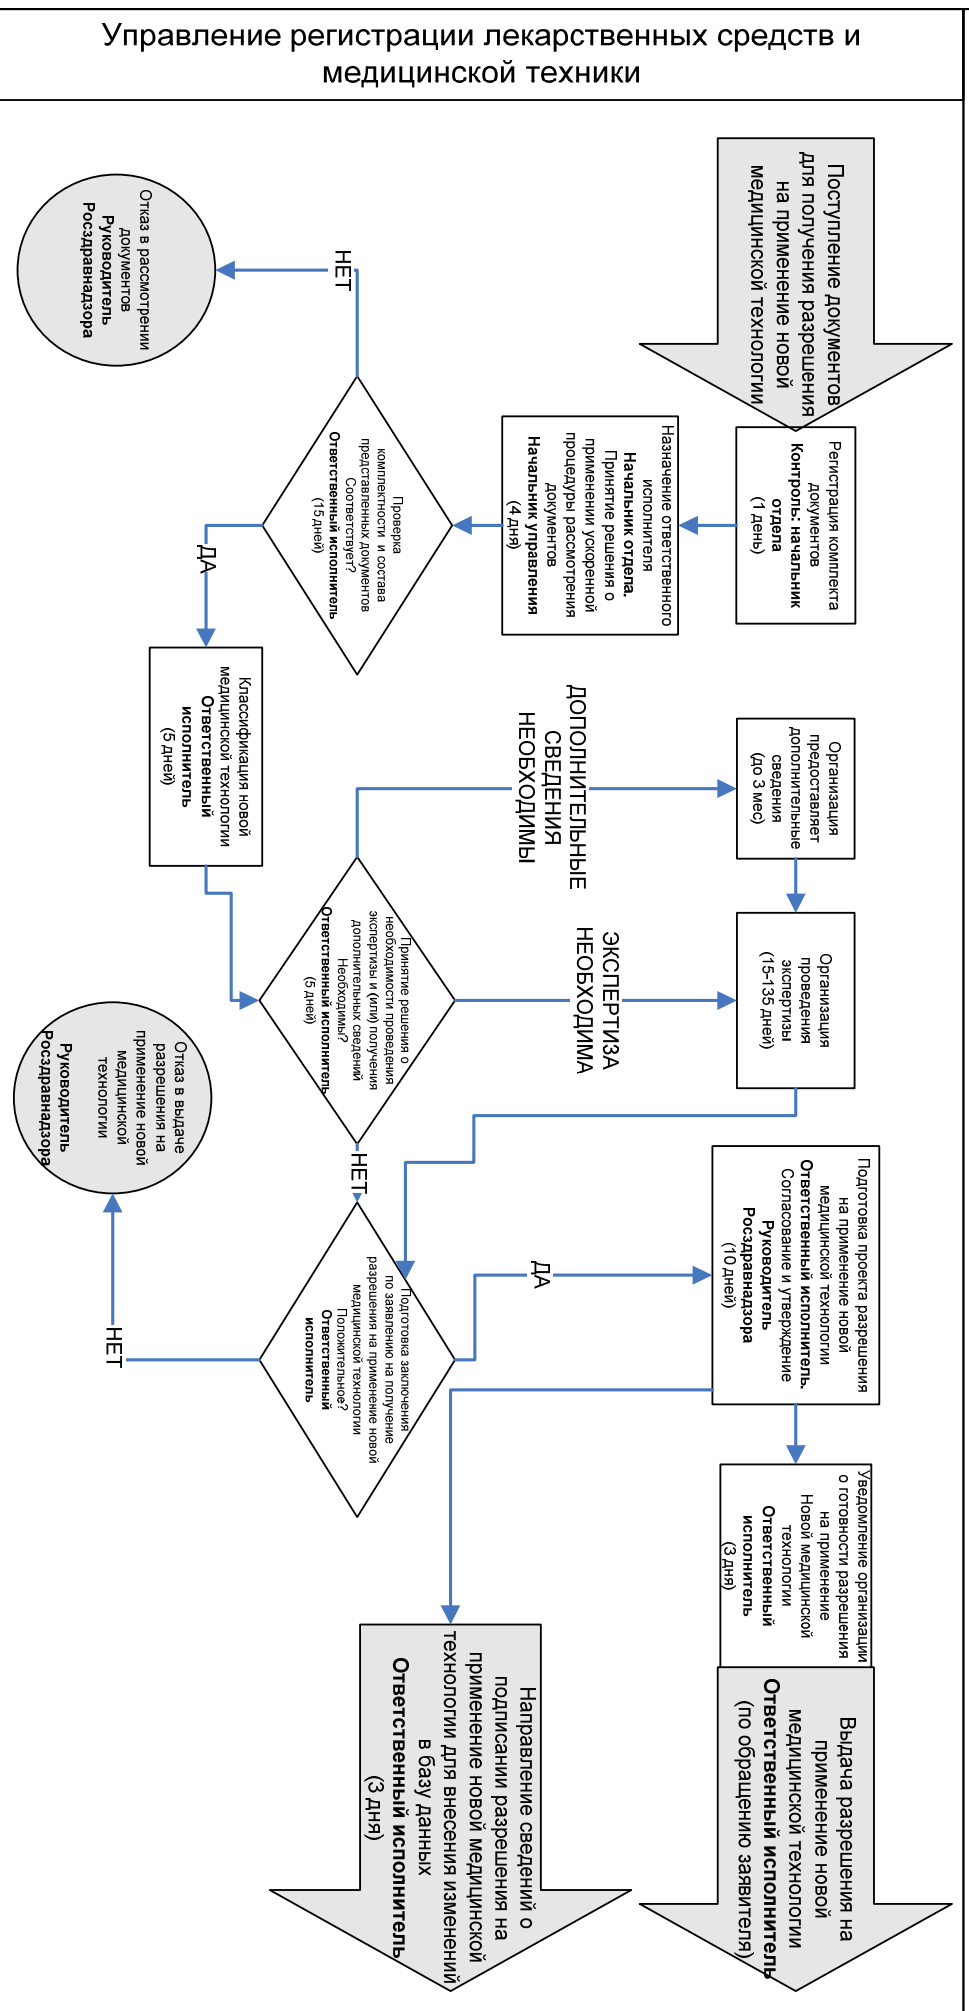 Управление регистрации лекарственных средств и
медицинской техники
Поступление документов
для получения разрешения
на применение новой
медицинской технологии
Регистрация комплекта
документов
Контроль: начальник
отдела
(1 день)
Назначение ответственного
исполнителя
Начальник отдела.
Принятие решения о
применении ускоренной
процедуры рассмотрения
документов
Начальник управления
(4 дня)
Проверка
комплектности и состава
представленных документов
Соответствует?
Ответственный исполнитель
(15 дней)
НЕТ
Отказ в рассмотрении
документов
Руководитель
Росздравнадзора
ДА
Классификация новой
медицинской технологии
Ответственный
исполнитель
(5 дней)
Принятие решения о
необходимости проведения
экспертизы и (или) получения
дополнительных сведений
Необходимы?
Ответственный исполнитель
(5 дней)
ДОПОЛНИТЕЛЬНЫЕ
СВЕДЕНИЯ
НЕОБХОДИМЫ
Организация
предоставляет
дополнительные
сведения
(до 3 мес)
ЭКСПЕРТИЗА
НЕОБХОДИМА
Организация
проведения
экспертизы
(15-135 дней)
НЕТ
Подготовка заключения
по заявлению на получение
разрешения на применение новой
медицинской технологии
Положительное?
Ответственный
исполнитель
НЕТ
Отказ в выдаче
разрешения на
применение новой
медицинской
технологии
Руководитель
Росздравнадзора
ДА
Подготовка проекта разрешения
на применение новой
медицинской технологии
Ответственный исполнитель.
Согласование и утверждение
Руководитель
Росздравнадзора
(10 дней)
Уведомление организации
о готовности разрешения
на применение
Новой медицинской
технологии
Ответственный
исполнитель
(3 дня)
Выдача разрешения на
применение новой
медицинской технологии
Ответственный исполнитель
(по обращению заявителя)
Направление сведений о
подписании разрешения на
применение новой медицинской
технологии для внесения изменений
в базу данных
Ответственный исполнитель
(3 дня)